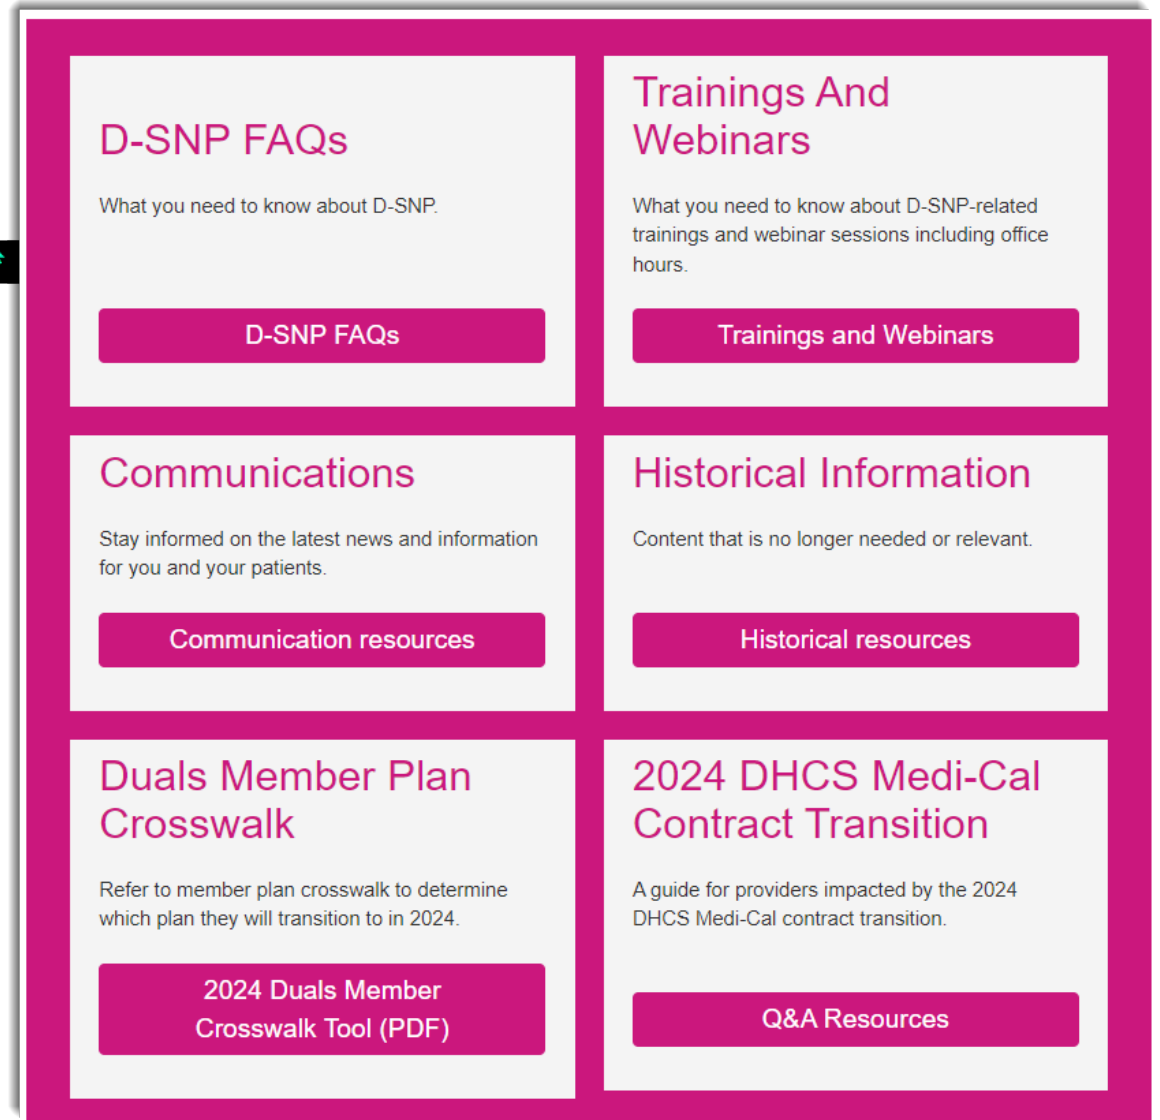 D-SNP FAQs
What you need to know about D-SNP.
D-SNP FAQs
Trainings And
Webinars
What you need to know about D-SNP-related
trainings and webinar sessions including office
hours.
Trainings and Webinars
Communications
Stay informed on the latest news and information
for you and your patients.
Communication resources
Historical Information
Content that is no longer needed or relevant.
Historical resources
Duals Member Plan
Crosswalk
Refer to member plan crosswalk to determine
which plan they will transition to in 2024.
2024 Duals Member
Crosswalk Tool (PDF)
2024 DHCS Medi-Cal
Contract Transition
A guide for providers impacted by the 2024
DHCS Medi-Cal contract transition.
Q&A Resources